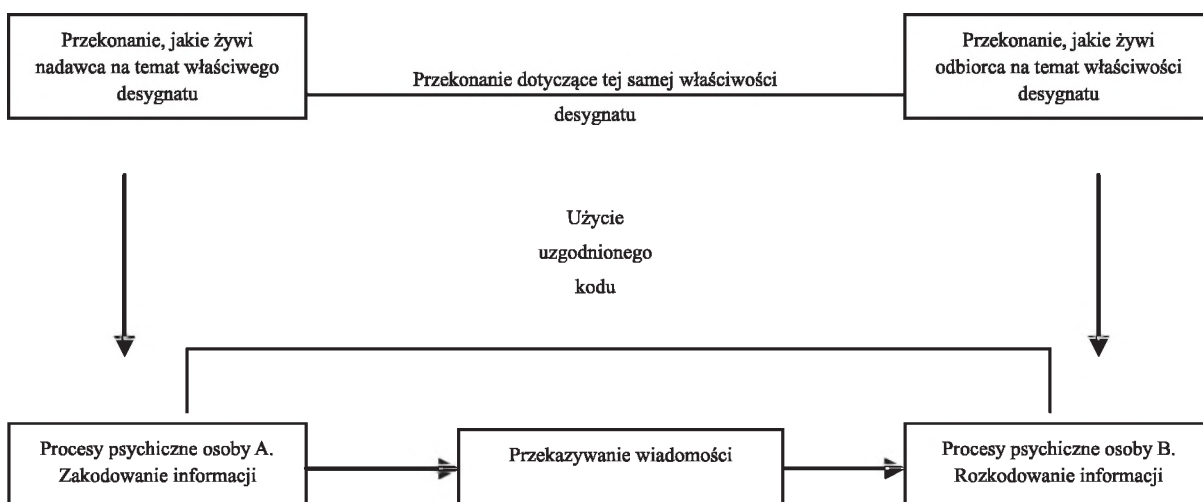 Przekonanie, jakie żywi
nadawca na temat właściwego
desygnatu
Przekonanie dotyczące tej samej właściwości
desygnatu
Przekonanie, jakie żywi
odbiorca na temat właściwości
desygnatu
Użycie
uzgodnionego
kodu
Procesy psychiczne osoby A.
Zakodowanie informacji
Przekazywanie wiadomości
Procesy psychiczne osoby B.
Rozkodowanie informacji